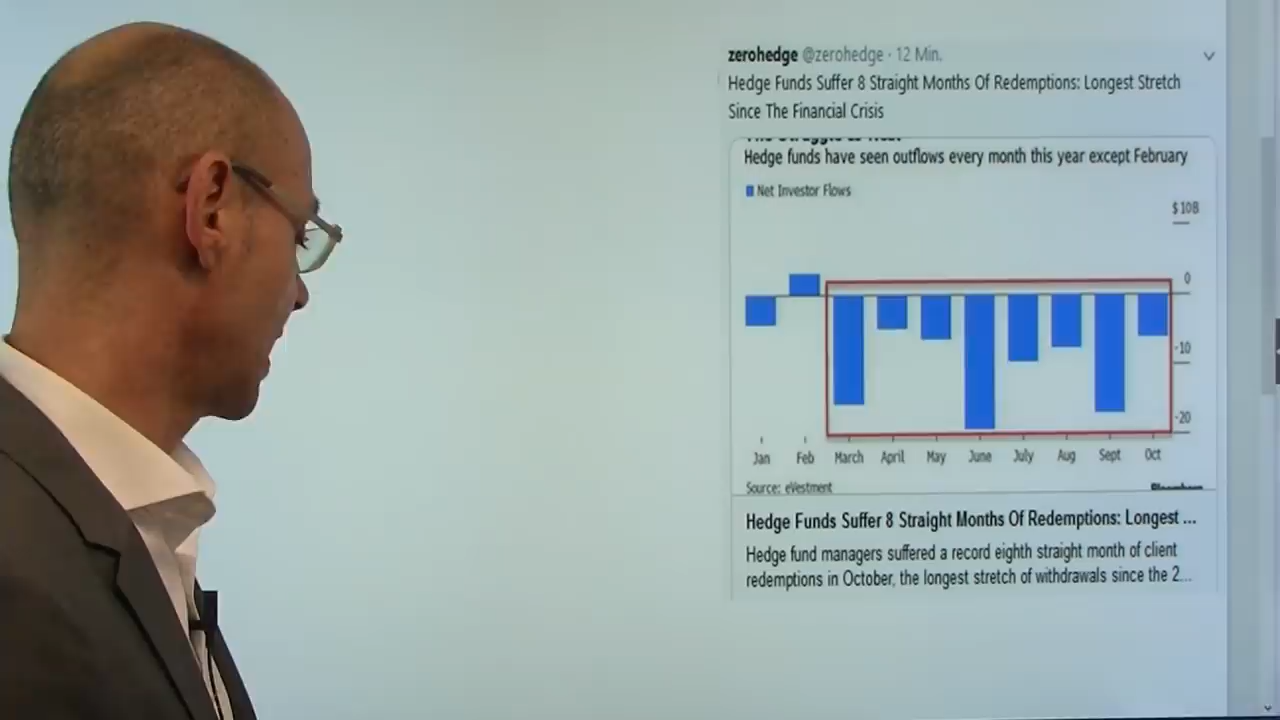 zerohedge @zerohedge · 12 Min.
Hedge Funds Suffer 8 Straight Months Of Redemptions: Longest Stretch
Since The Financial Crisis
Hedge funds have seen outflows every month this year except February
Net Investor Flows
$10B
0
-10
-20
Jan Feb March April May June July Aug Sept Oct
Source: eVestment
Hedge Funds Suffer 8 Straight Months Of Redemptions: Longest ...
Hedge fund managers suffered a record eighth straight month of client
redemptions in October, the longest stretch of withdrawals since the 2...